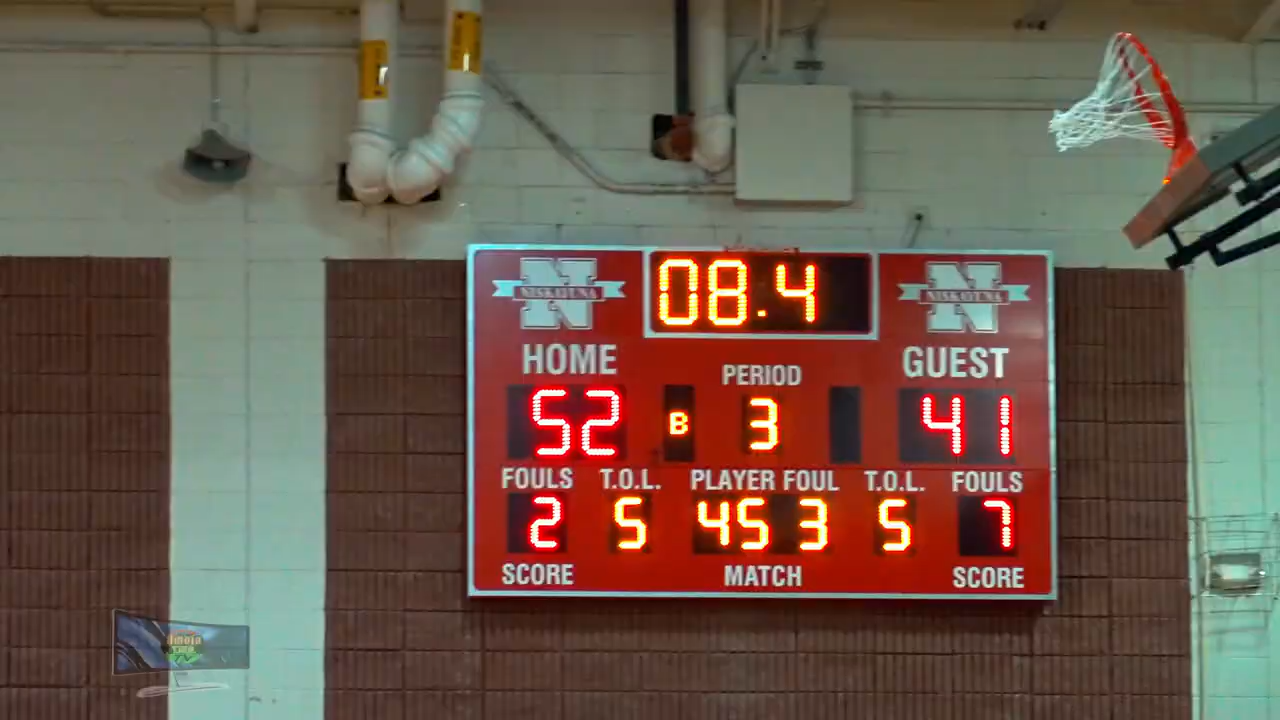 N N
NISKAYUNA NISKAYUNA
08.4
HOME GUEST
PERIOD
52 B 3 41
FOULS T.O.L. PLAYER FOUL T.O.L. FOULS
2 5 45 3 5 7
SCORE MATCH SCORE
TV